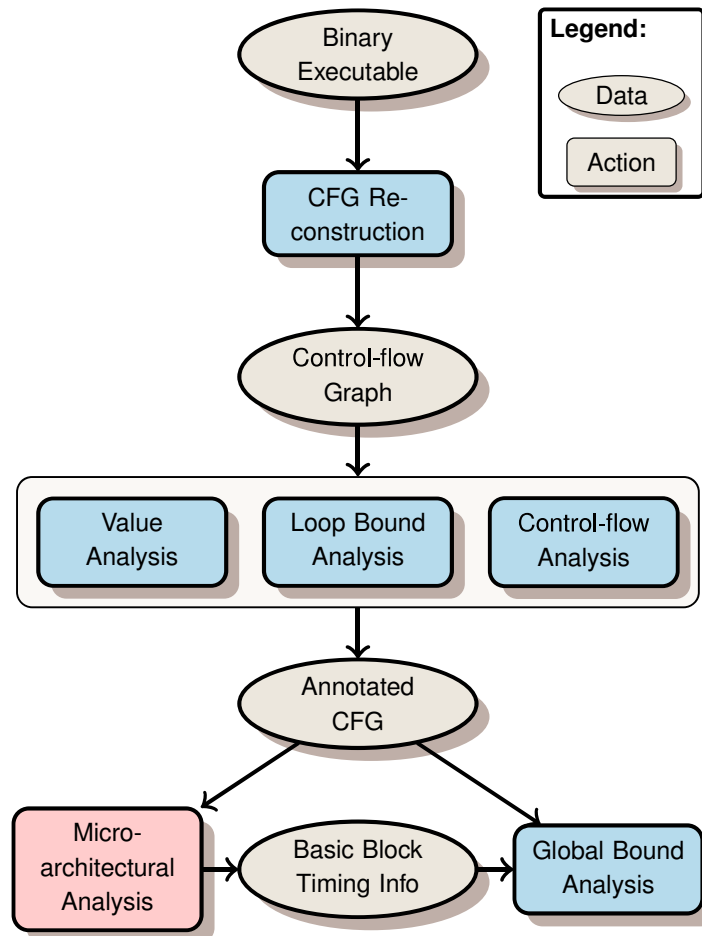 Binary
Executable
Legend:
Data
Action
CFG Re-
construction
Control-flow
Graph
Value
Analysis
Loop Bound
Analysis
Control-flow
Analysis
Annotated
CFG
Micro-
architectural
Analysis
Basic Block
Timing Info
Global Bound
Analysis